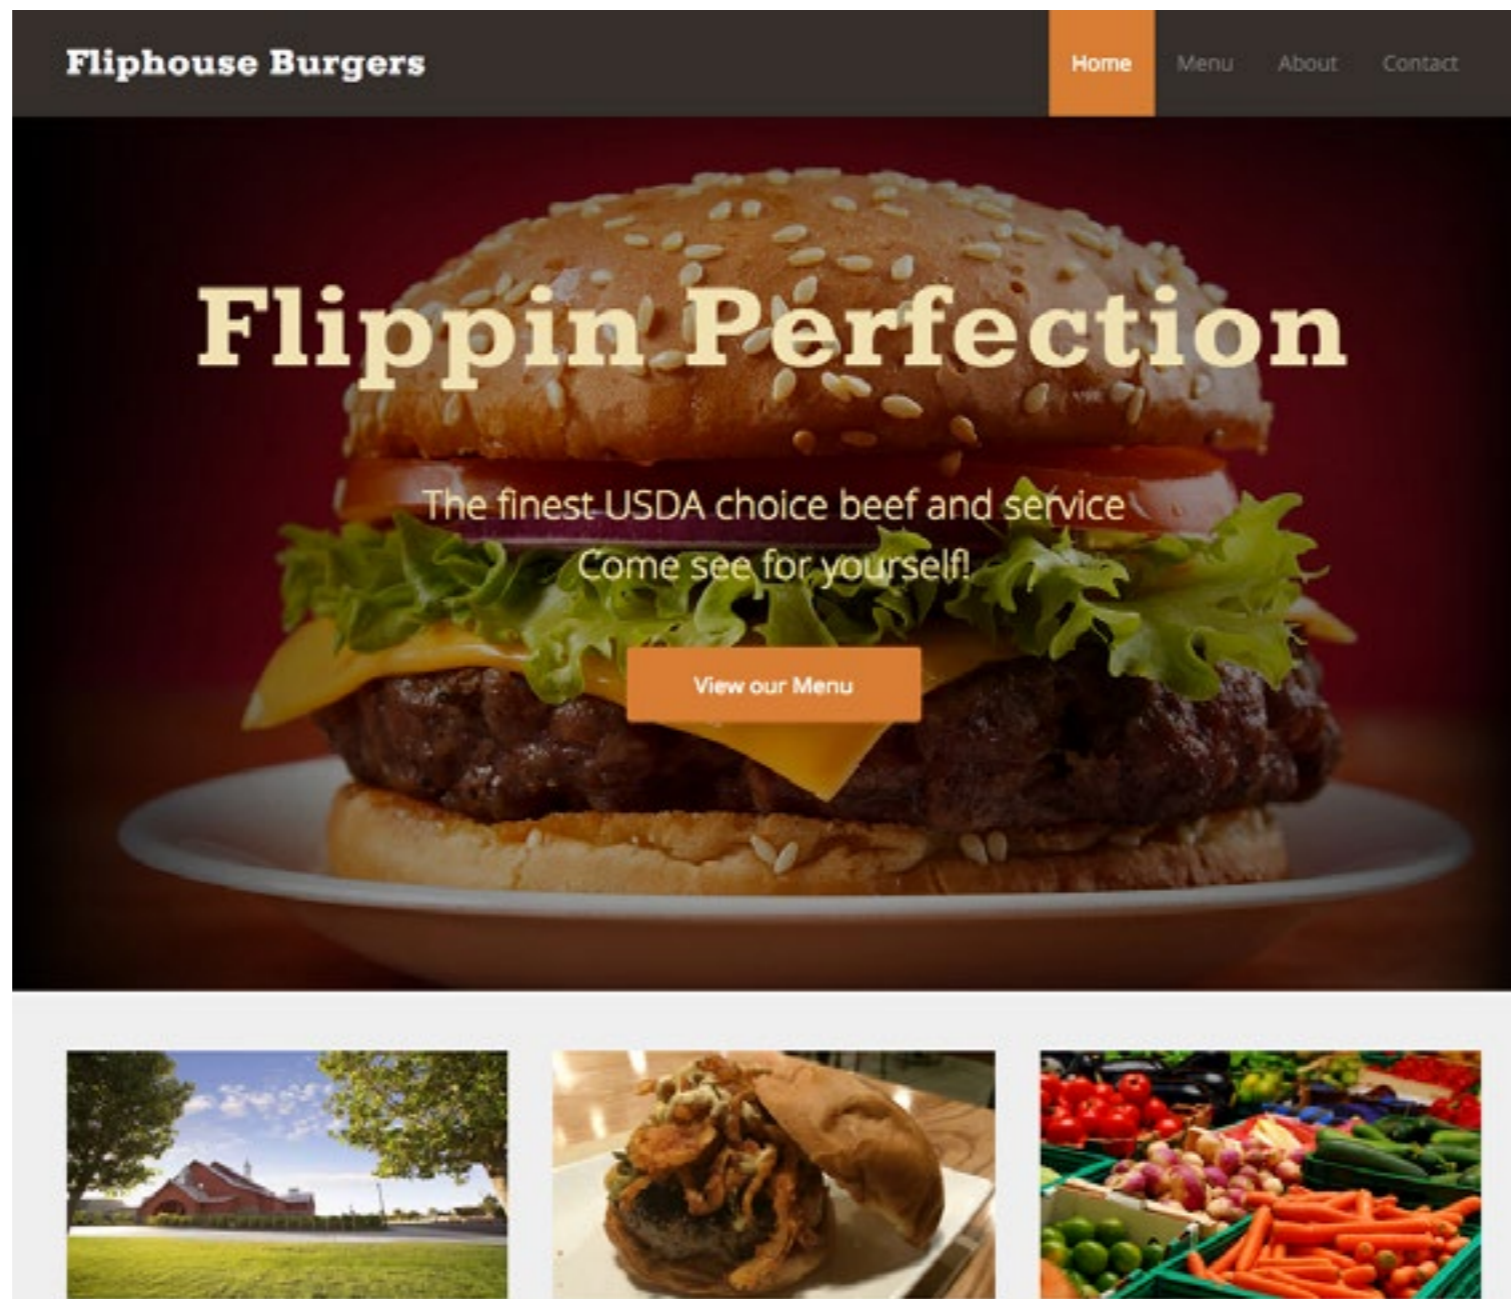 Fliphouse Burgers
Home Menu About Contact
Flippin Perfection
The finest USDA choice beef and service
Come see for yourself!
View our Menu